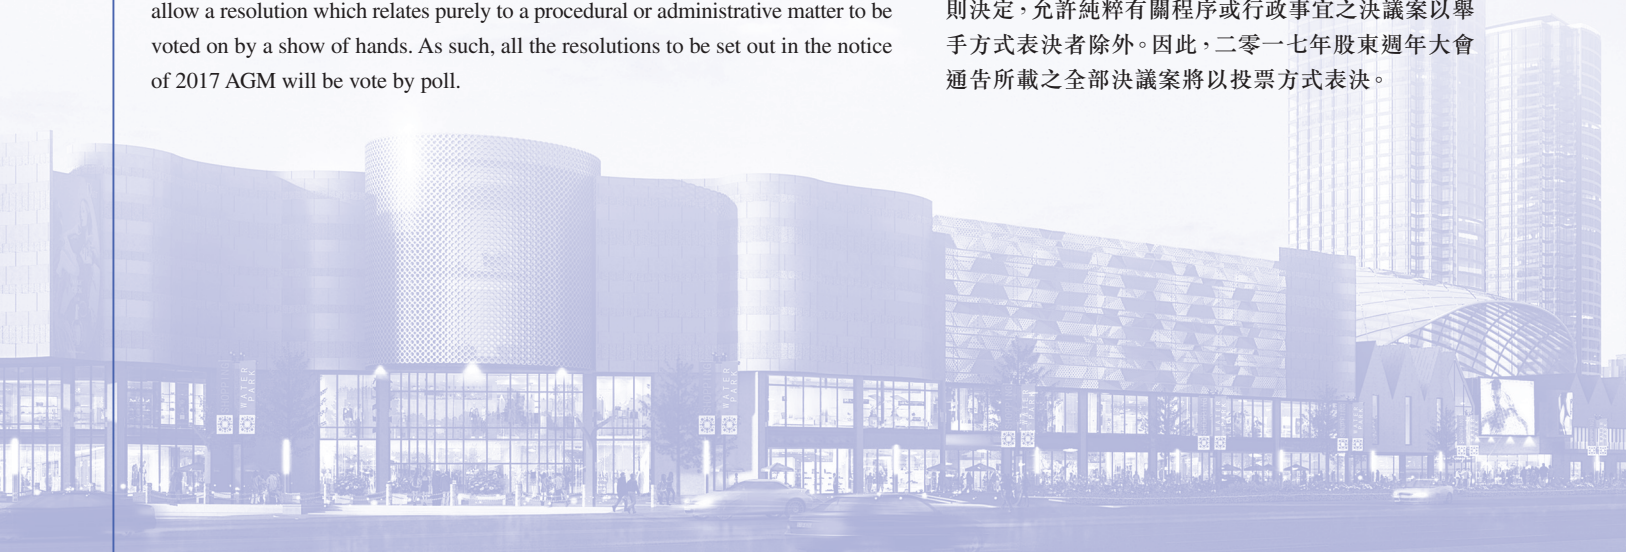 allow a resolution which relates purely to a procedural or administrative matter to be
voted on by a show of hands. As such, all the resolutions to be set out in the notice
of 2017 AGM will be vote by poll.
則決定，允許純粹有關程序或行政事宜之決議案以舉
手方式表決者除外。因此，二零一七年股東週年大會
通告所載之全部決議案將以投票方式表決。
WATER PARK
WATER PARK